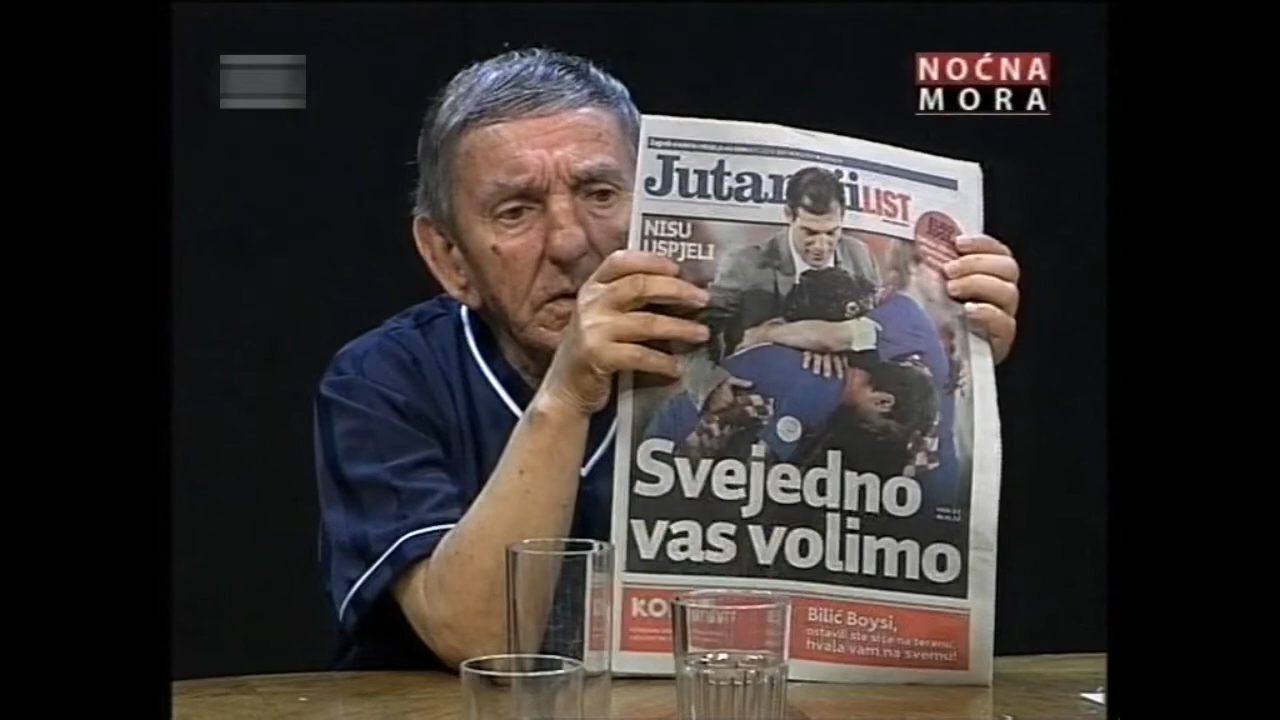 NOĆNA
MORA
Jutarnji LIST
NISU
USPJELI
Svejedno
vas volimo
Bilić Boysi,
ostavili ste srce na terenu,
hvala vam na svemu!